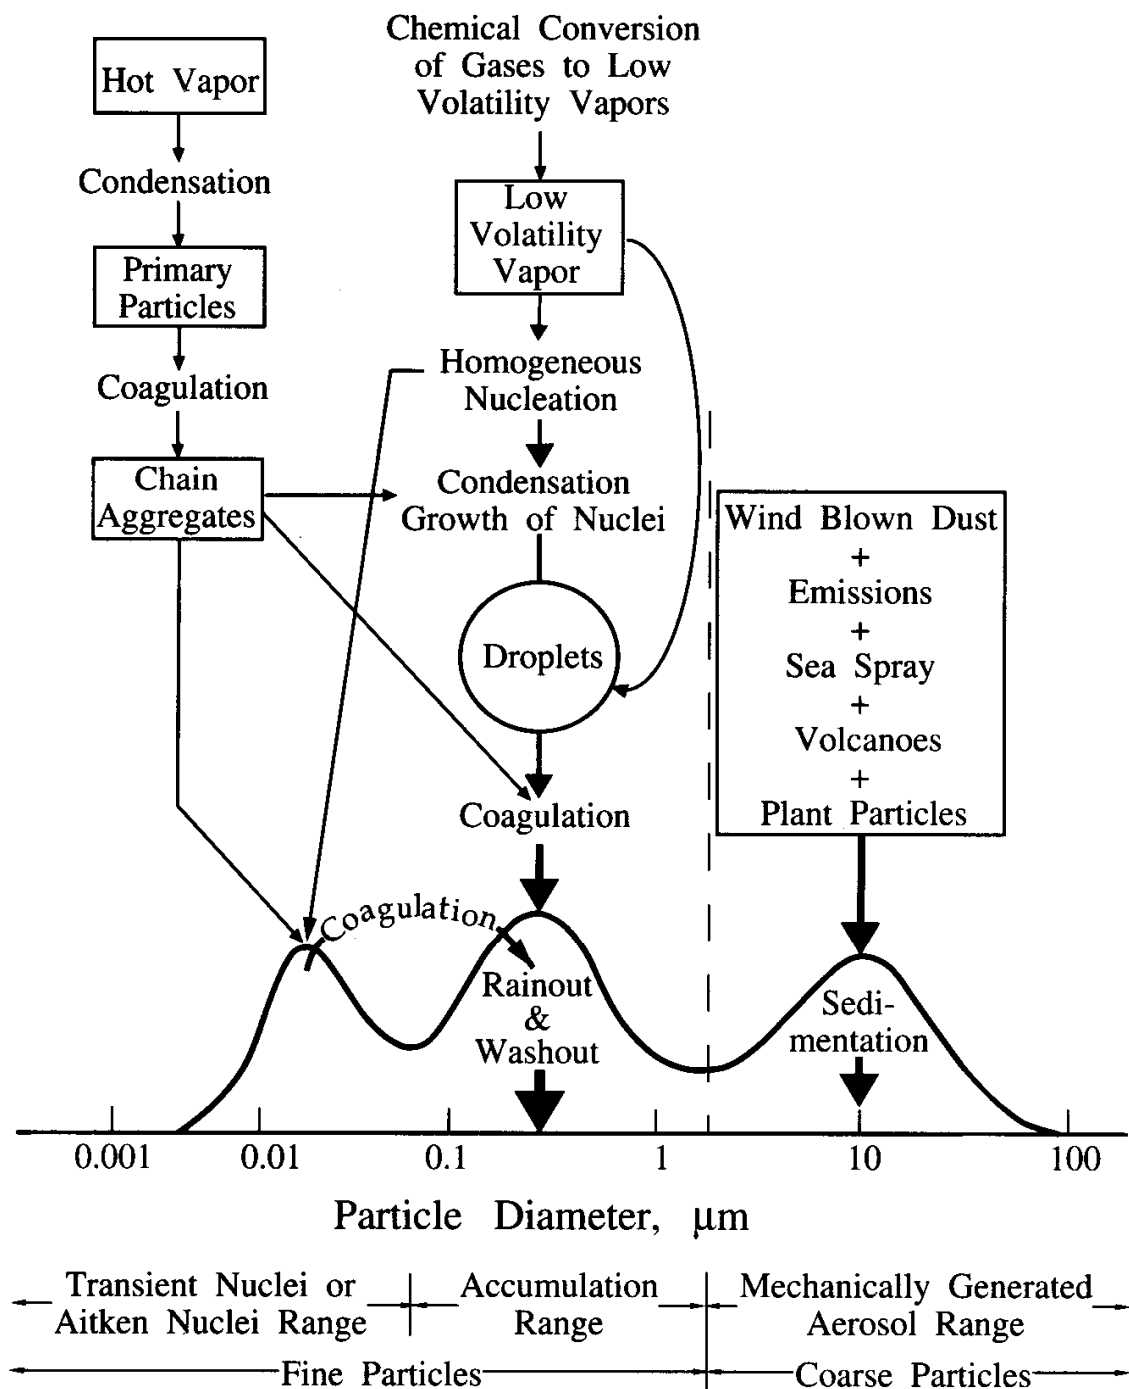 Hot Vapor
Condensation
Primary
Particles
Coagulation
Chain
Aggregates
Chemical Conversion
of Gases to Low
Volatility Vapors
Low
Volatility
Vapor
Homogeneous
Nucleation
Condensation
Growth of Nuclei
Droplets
Coagulation
Wind Blown Dust
+
Emissions
+
Sea Spray
+
Volcanoes
+
Plant Particles
Coagulation
Rainout
&
Washout
Sedi-
mentation
0.001 0.01 0.1 1 10 100
Particle Diameter, μm
Transient Nuclei or
Aitken Nuclei Range
Accumulation
Range
Mechanically Generated
Aerosol Range
Fine Particles
Coarse Particles